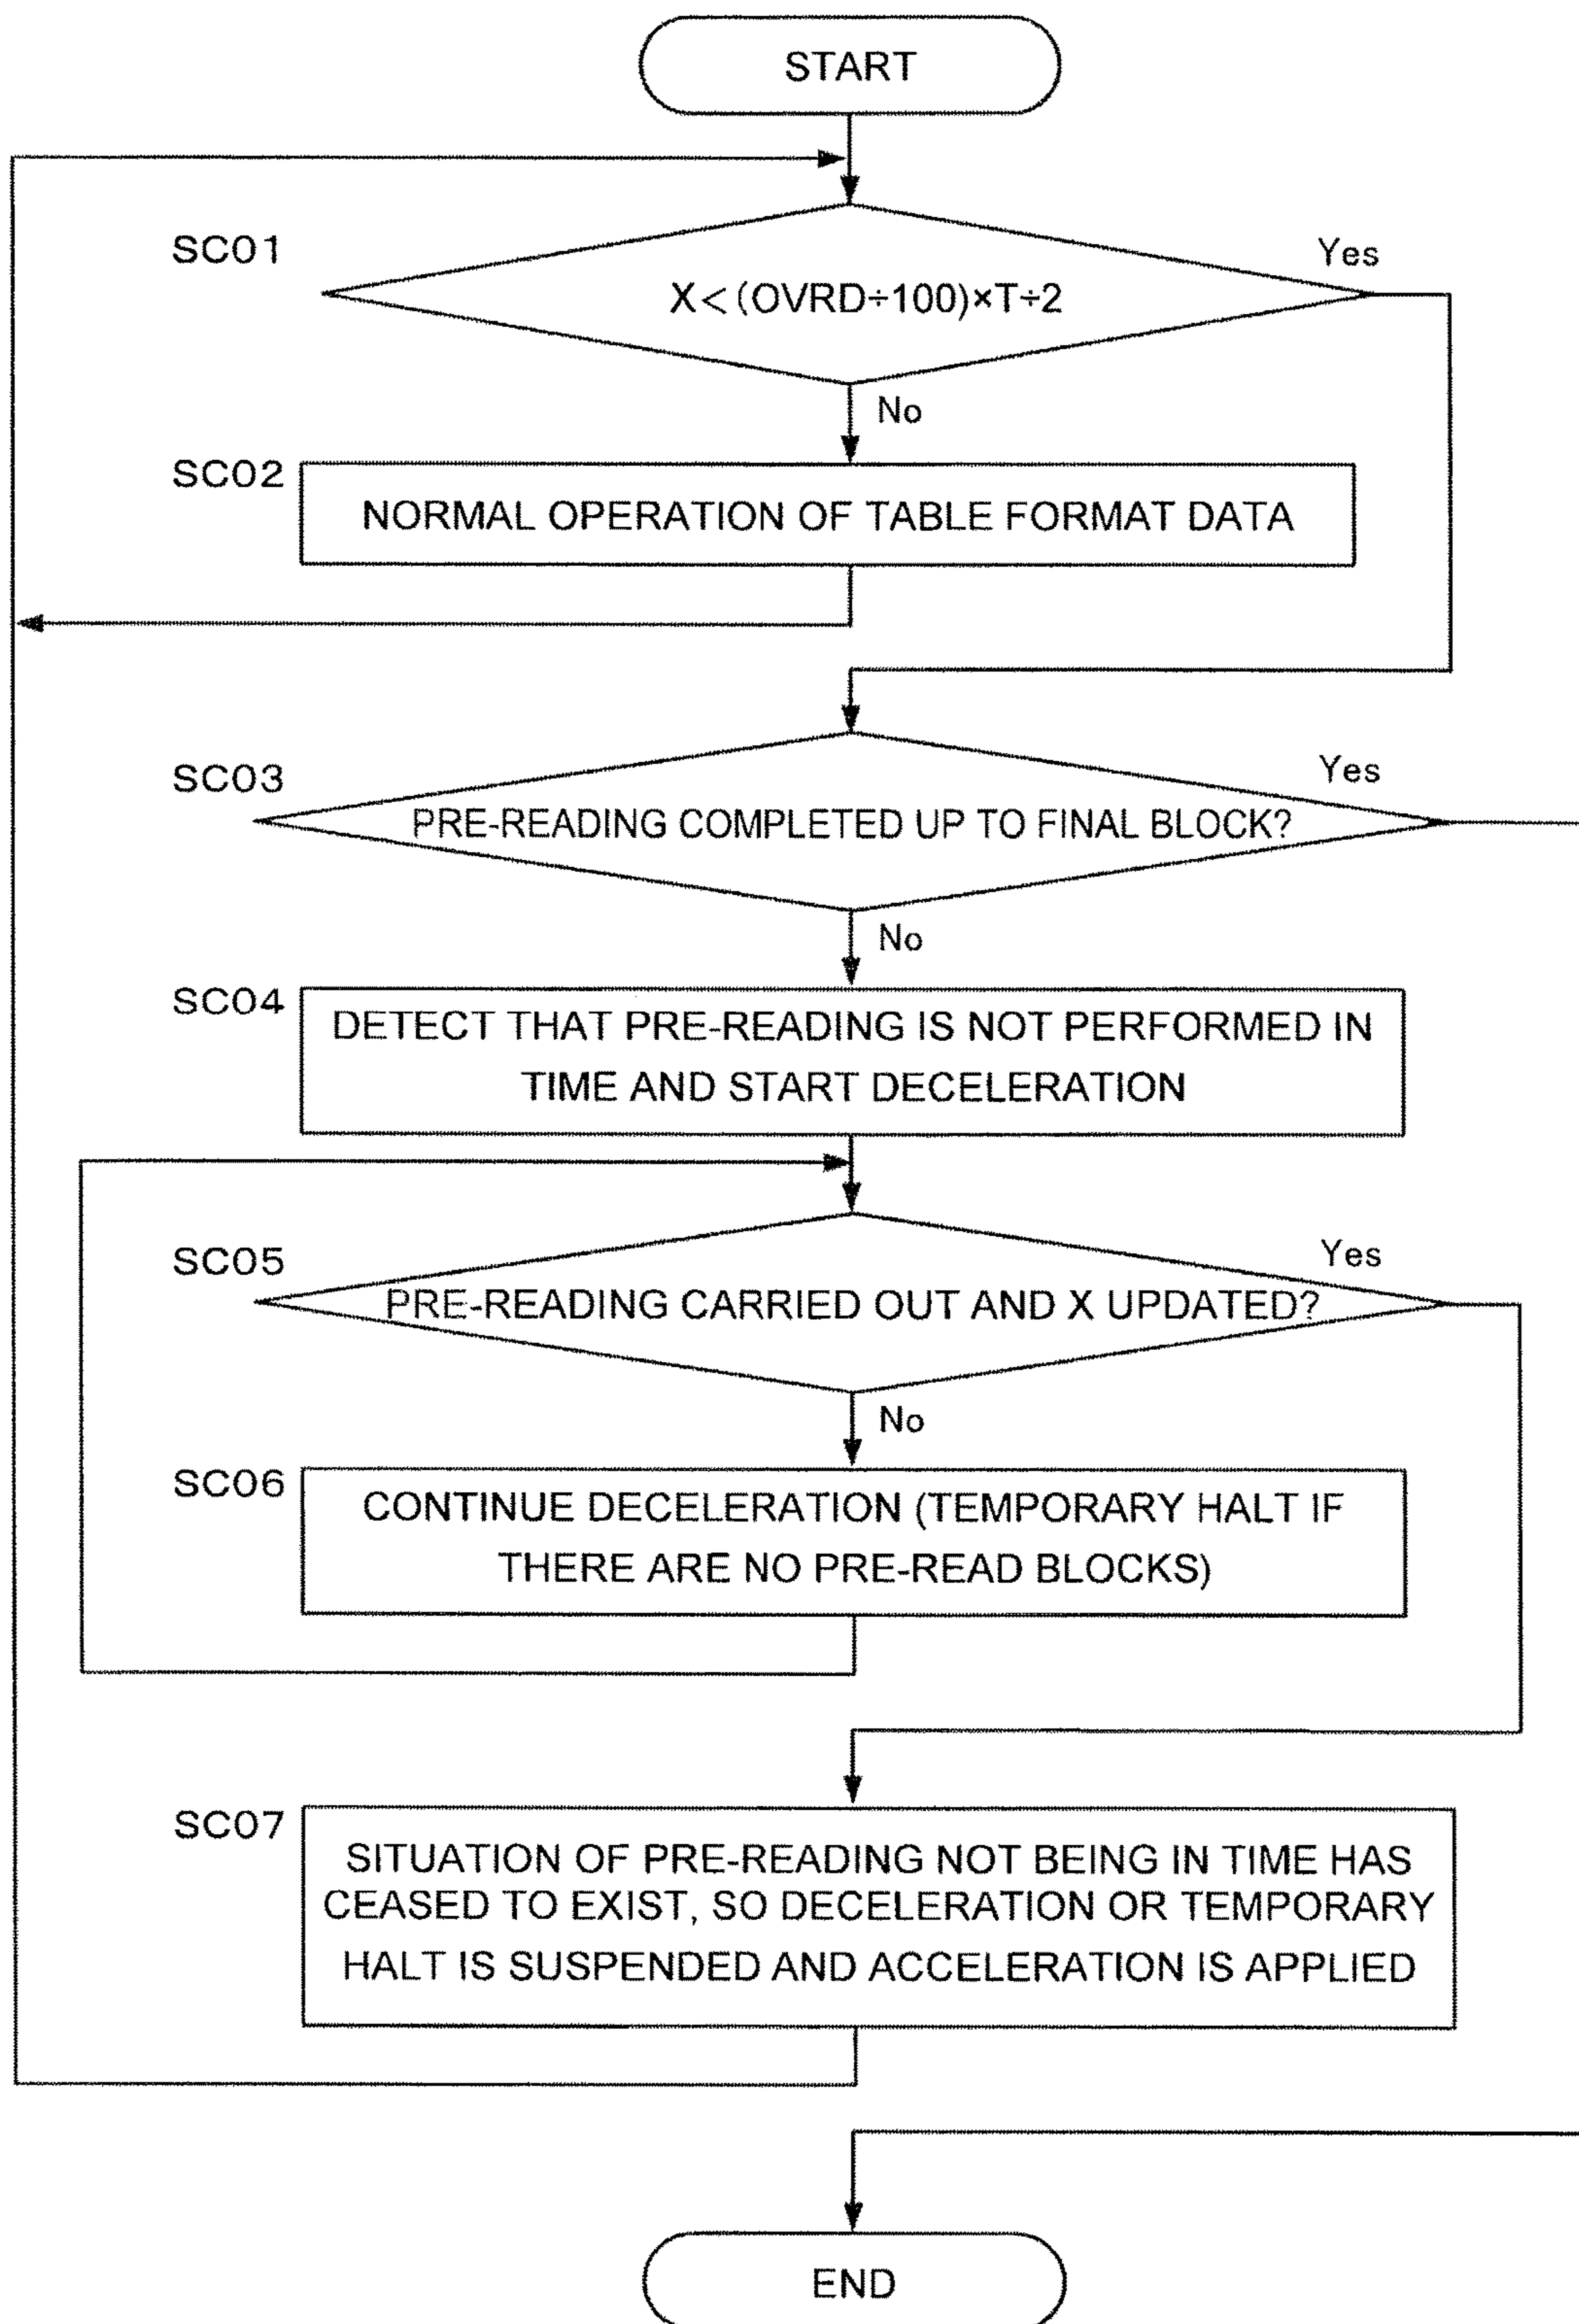 START
SC01
Yes
X<(OVRD÷100)×T÷2
No
SC02
NORMAL OPERATION OF TABLE FORMAT DATA
SC03
Yes
PRE-READING COMPLETED UP TO FINAL BLOCK?
No
SC04
DETECT THAT PRE-READING IS NOT PERFORMED IN
TIME AND START DECELERATION
SC05
Yes
PRE-READING CARRIED OUT AND X UPDATED?
No
SC06
CONTINUE DECELERATION (TEMPORARY HALT IF
THERE ARE NO PRE-READ BLOCKS)
SC07
SITUATION OF PRE-READING NOT BEING IN TIME HAS
CEASED TO EXIST, SO DECELERATION OR TEMPORARY
HALT IS SUSPENDED AND ACCELERATION IS APPLIED
END